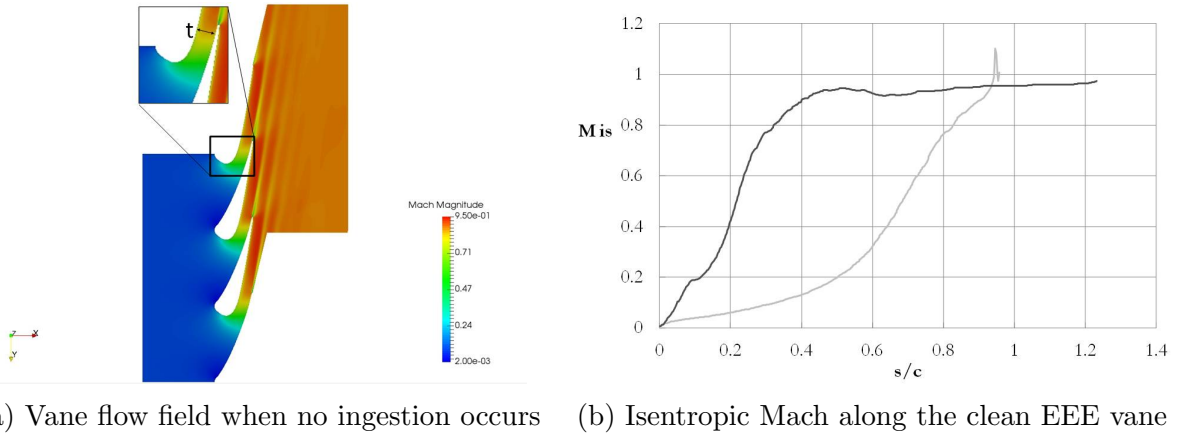 t
Mach Magnitude
9.50e-01
0.71
0.47
0.24
2.00e-03
Z X
Y
1.2
1
0.8
M is
0.6
0.4
0.2
0
0 0.2 0.4 0.6 0.8 1 1.2 1.4
s/c
) Vane flow field when no ingestion occurs
(b) Isentropic Mach along the clean EEE vane